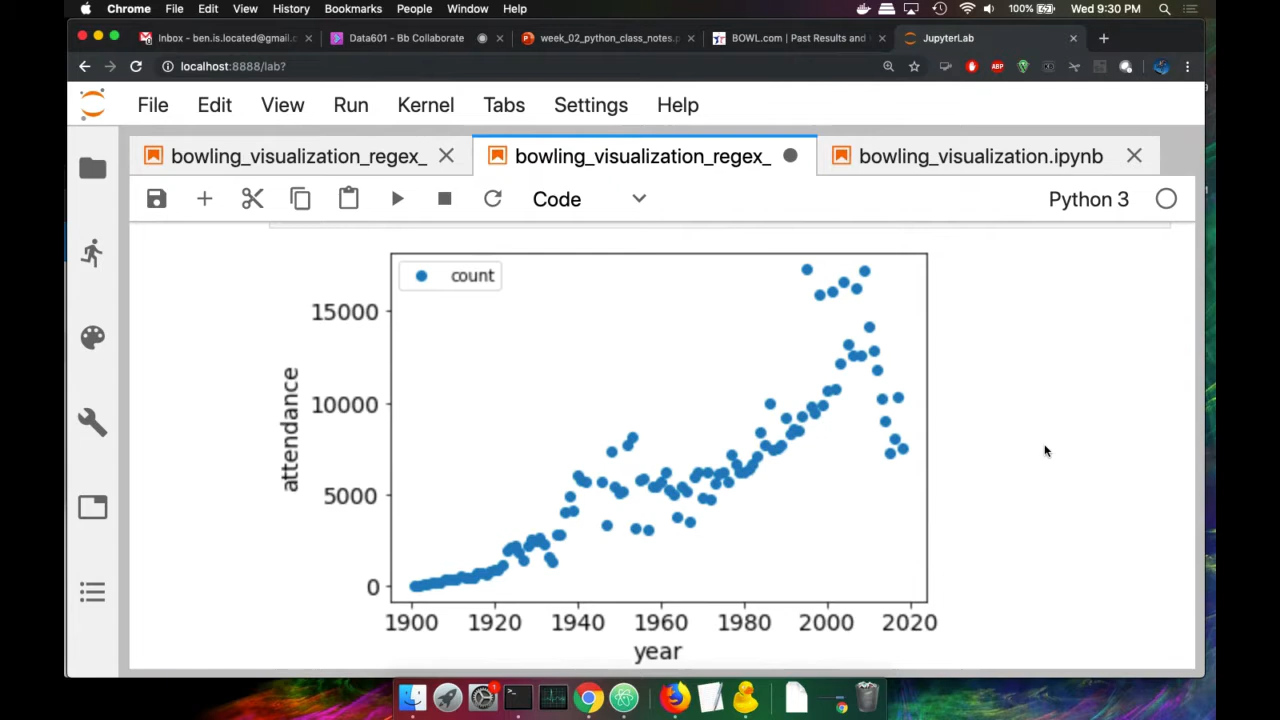 Chrome File Edit View History Bookmarks People Window Help 100% Wed 9:30 PM
Inbox - ben.is.located@gmail.c Data601 - Bb Collaborate week_02_python_class_notes.p BOWL.com | Past Results and JupyterLab
localhost:8888/lab? ABP
File Edit View Run Kernel Tabs Settings Help
bowling_visualization_regex_ bowling_visualization_regex_ bowling_visualization.ipynb
Code Python 3
count
15000
10000
5000
0
attendance
1900 1920 1940 1960 1980 2000 2020
year
1